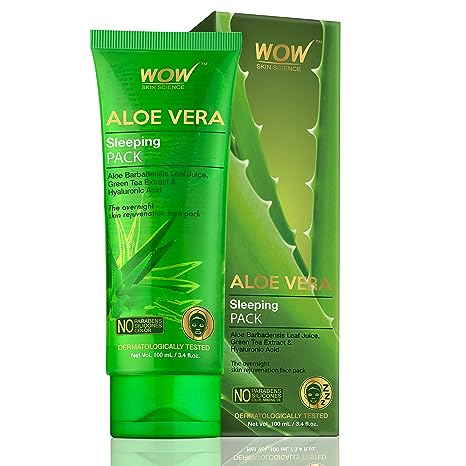 WOW™
SKIN SCIENCE
ALOE VERA
Sleeping
PACK
Aloe Barbadensis Leaf Juice,
Green Tea Extract &
Hyaluronic Acid
The overnight
skin rejuvenation face pack
NO PARABENS
SILICONES
COLOR
DERMATOLOGICALLY TESTED
Net Vol. 100 mL / 3.4 fl.oz.
WOW™
SKIN SCIENCE
ALOE VERA
Sleeping
PACK
Aloe Barbadensis Leaf Juice,
Green Tea Extract &
Hyaluronic Acid
The overnight
skin rejuvenation face pack
NO PARABENS
SILICONES
DERMATOLOGICALLY TESTED
Net Vol. 100 mL / 3.4 fl.oz.